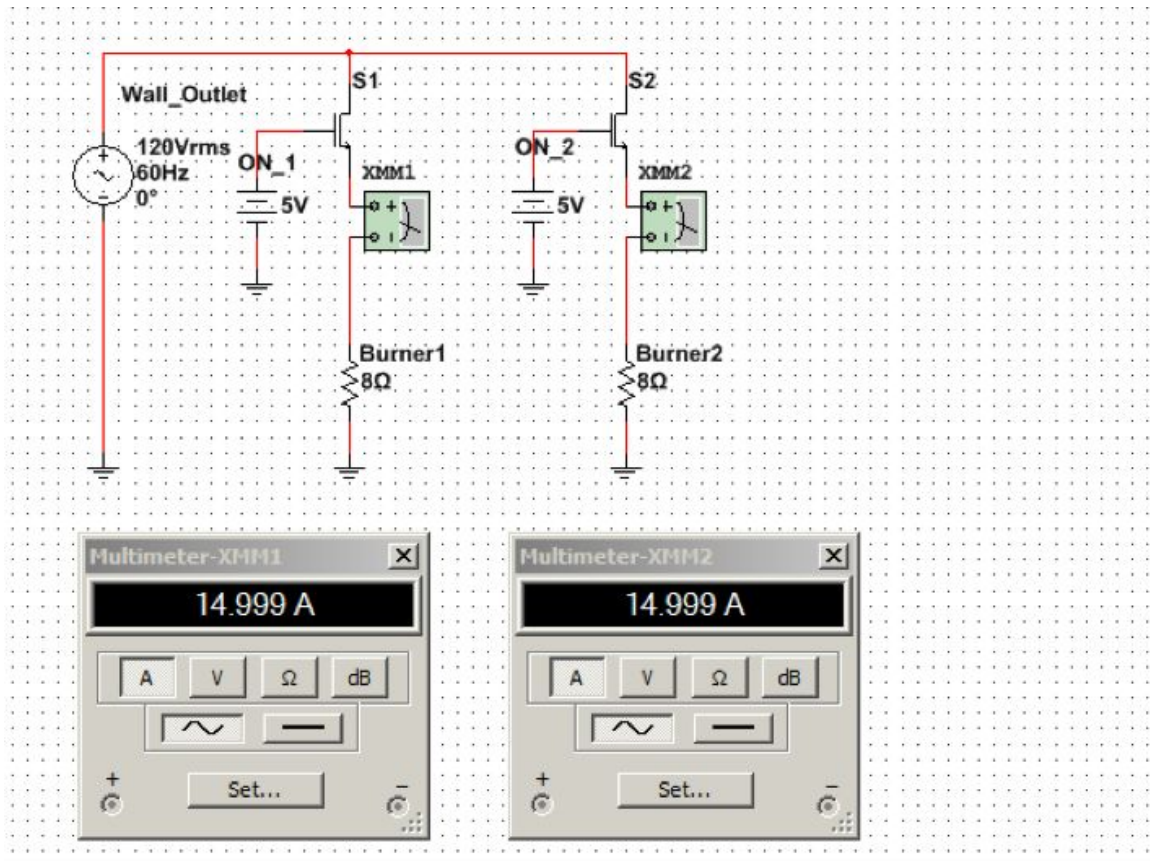 S1
S2
Wall_Outlet
120Vrms
60Hz
0°
ON_1
5V
XMM1
ON_2
5V
XMM2
Burner1
8Ω
Burner2
8Ω
Multimeter-XMM1
14.999 A
A V Ω dB
Set...
+ −
Multimeter-XMM2
14.999 A
A V Ω dB
Set...
+ −